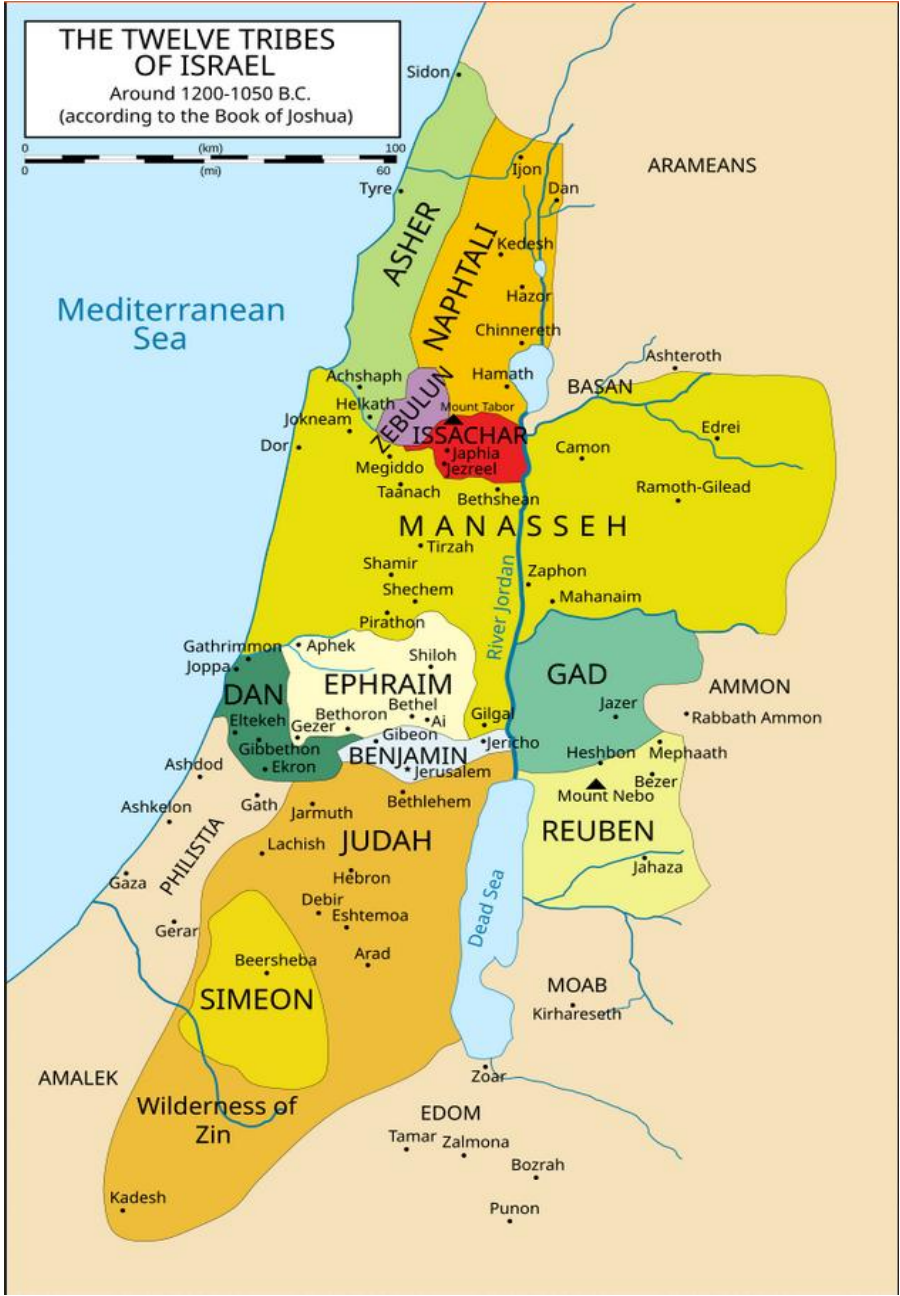 THE TWELVE TRIBES
OF ISRAEL
Around 1200-1050 B.C.
(according to the Book of Joshua)
0 (km) 100
0 (mi) 60
Sidon
ARAMEANS
Ijon
Tyre
Dan
ASHER
NAPHTALI
Kedesh
Hazor
Mediterranean
Sea
Chinnereth
Ashteroth
Achshaph
Hamath
BASAN
Helkath
ZEBULUN
Mount Tabor
Jokneam
ISSACHAR
Edrei
Dor
Japhia
Camon
Megiddo
Jezreel
Taanach
Bethshean
Ramoth-Gilead
MANASSEH
Tirzah
Shamir
Zaphon
Shechem
Mahanaim
River Jordan
Pirathon
Gathrimmon
Aphek
Joppa
Shiloh
DAN
EPHRAIM
GAD
AMMON
Eltekeh
Bethel
Jazer
Gezer
Bethoron
Ai
Gilgal
Rabbath Ammon
Gibbethon
Gibeon
Jericho
Heshbon
Mephaath
BENJAMIN
Ekron
Jerusalem
Ashdod
Bezer
Mount Nebo
Ashkelon
Gath
Jarmuth
Bethlehem
REUBEN
PHILISTIA
Lachish
JUDAH
Jahaza
Gaza
Hebron
Debir
Eshtemoa
Dead Sea
Gerar
Arad
Beersheba
SIMEON
MOAB
Kirhareseth
AMALEK
Zoar
Wilderness of
Zin
EDOM
Tamar
Zalmona
Bozrah
Kadesh
Punon